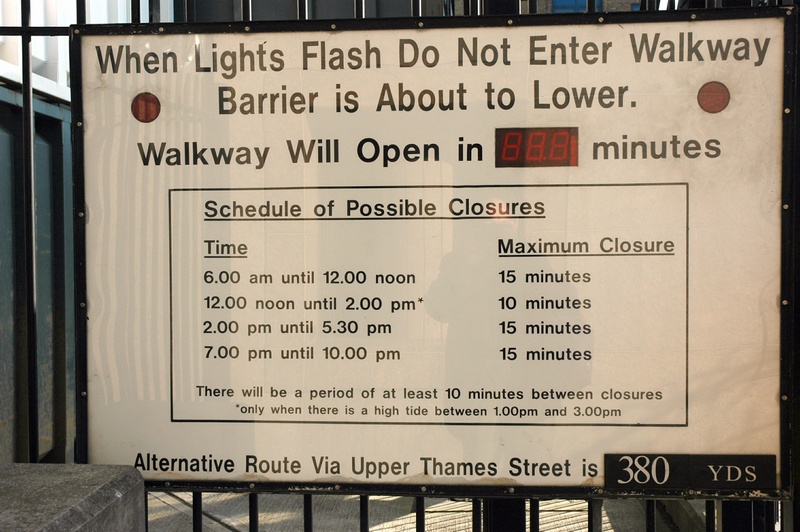 When Lights Flash Do Not Enter Walkway
Barrier is About to Lower.
Walkway Will Open in 88.8 minutes
Schedule of Possible Closures
Time Maximum Closure
6.00 am until 12.00 noon 15 minutes
12.00 noon until 2.00 pm* 10 minutes
2.00 pm until 5.30 pm 15 minutes
7.00 pm until 10.00 pm 15 minutes
There will be a period of at least 10 minutes between closures
*only when there is a high tide between 1.00pm and 3.00pm
Alternative Route Via Upper Thames Street is 380 YDS